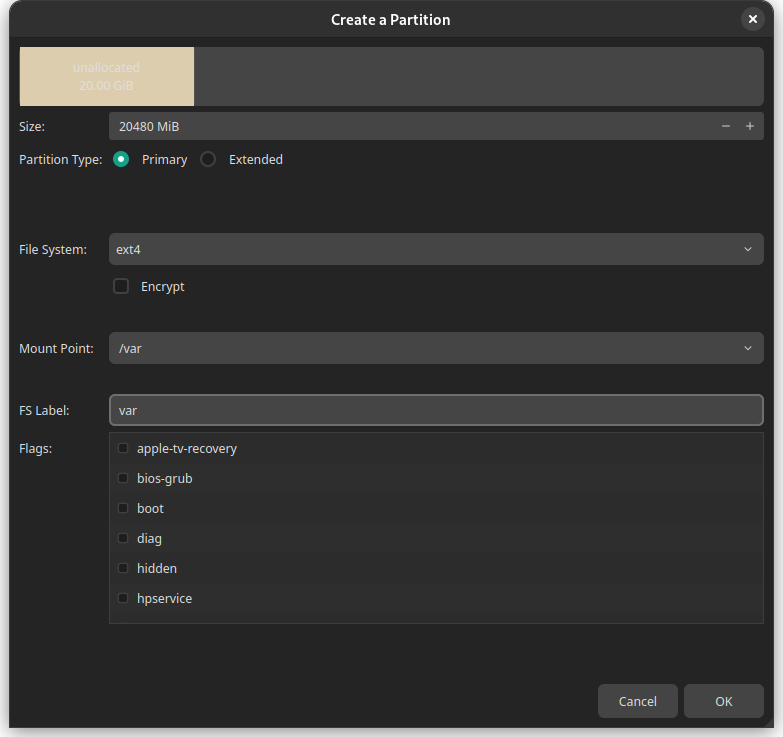 Create a Partition
unallocated
20.00 GiB
Size: 20480 MiB
Partition Type: Primary Extended
File System: ext4
Encrypt
Mount Point: /var
FS Label: var
Flags: apple-tv-recovery
bios-grub
boot
diag
hidden
hpservice
Cancel OK